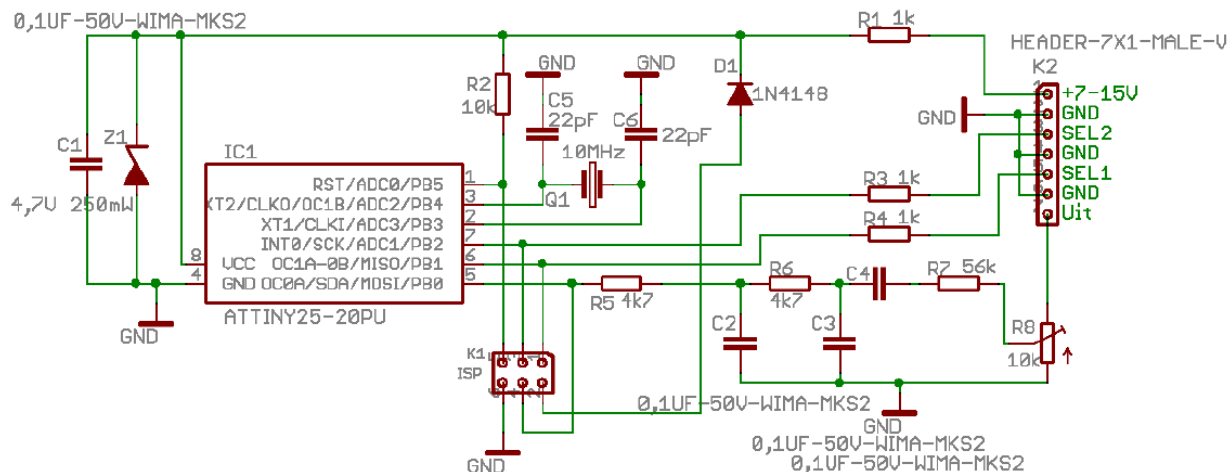 0,1UF-50V-WIMA-MKS2
R1 1k
HEADER-7X1-MALE-V
K2
+7-15V
GND
SEL2
GND
SEL1
GND
Uit
GND
GND
GND
D1
1N4148
R2
10k
C5
22pF
C6
22pF
10MHz
Q1
C1
Z1
4,7V 250mW
IC1
RST/ADC0/PB5 1
XT2/CLKO/OC1B/ADC2/PB4 3
XT1/CLKI/ADC3/PB3 2
INT0/SCK/ADC1/PB2 7
8 VCC OC1A-0B/MISO/PB1 6
4 GND OC0A/SDA/MOSI/PB0 5
ATTINY25-20PU
GND
R3 1k
R4 1k
R5 4k7
R6
4k7
C4
R7 56k
C2
C3
R8
10k
K1
ISP
GND
0,1UF-50V-WIMA-MKS2
GND
0,1UF-50V-WIMA-MKS2
0,1UF-50V-WIMA-MKS2